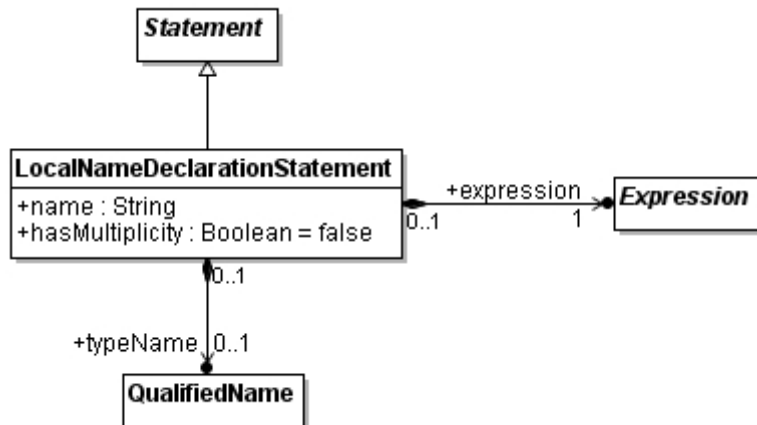 Statement
LocalNameDeclarationStatement
+name : String
+hasMultiplicity : Boolean = false
+expression
0..1
1
Expression
0..1
+typeName
0..1
QualifiedName